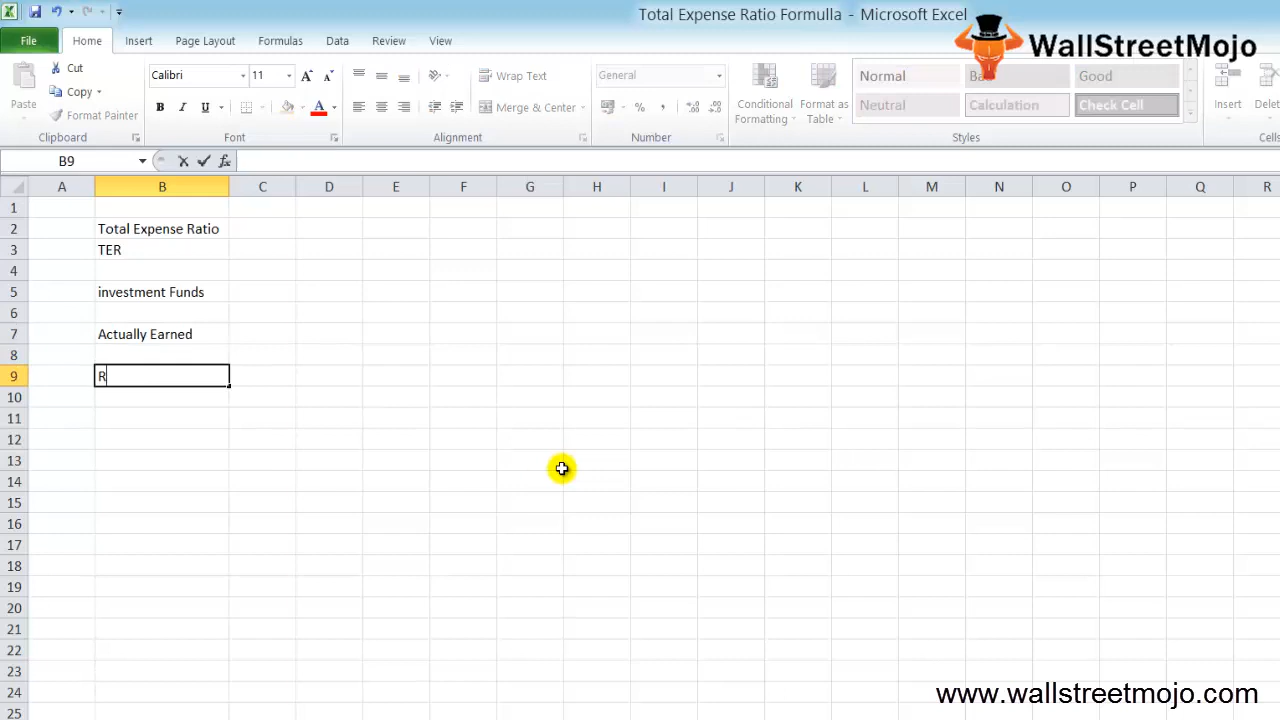 Total Expense Ratio Formulla - Microsoft Excel
WallStreetMojo
File Home Insert Page Layout Formulas Data Review View
Cut
Copy
Format Painter
Paste
Clipboard
Calibri 11
B I U A
Font
Wrap Text
Merge & Center
Alignment
General
%
Number
Conditional Formatting
Format as Table
Normal Bad Good
Neutral Calculation Check Cell
Styles
Insert Delet
Cells
B9 fx
A B C D E F G H I J K L M N O P Q R
1
2 Total Expense Ratio
3 TER
4
5 investment Funds
6
7 Actually Earned
8
9 R
10
11
12
13
14
15
16
17
18
19
20
21
22
23
24
25
www.wallstreetmojo.com